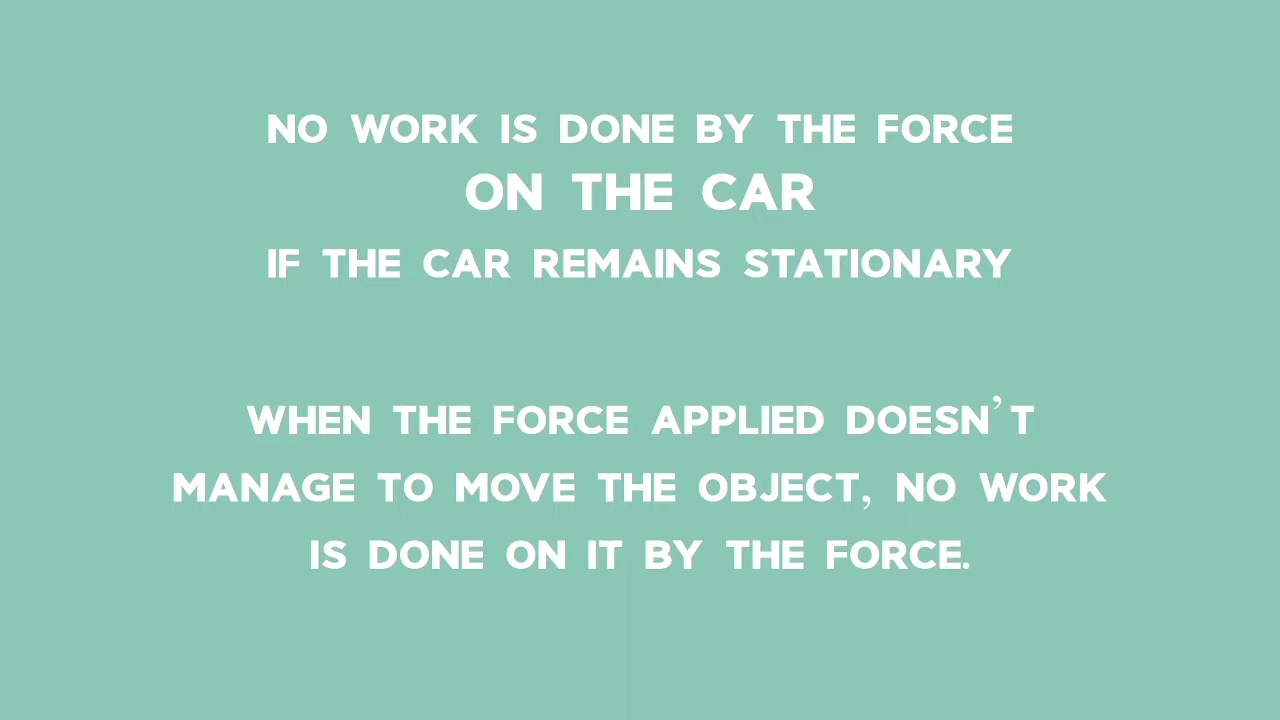 NO WORK IS DONE BY THE FORCE
ON THE CAR
IF THE CAR REMAINS STATIONARY
WHEN THE FORCE APPLIED DOESN’T
MANAGE TO MOVE THE OBJECT, NO WORK
IS DONE ON IT BY THE FORCE.